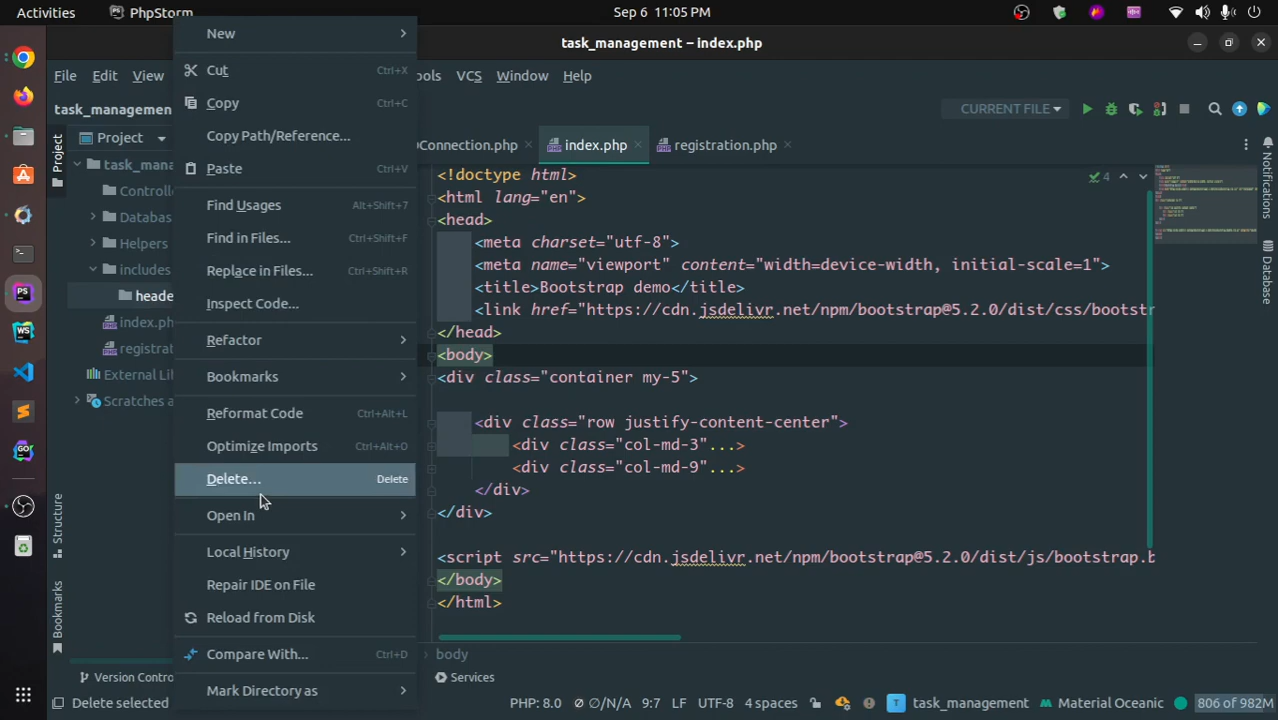 Activities
PhpStorm
Sep 6 11:05 PM
task_management – index.php
File Edit View
ools VCS Window Help
task_management
CURRENT FILE
Project
Connection.php
index.php
registration.php
Project
task_mana
Controll
Databas
Helpers
includes
heade
index.ph
registrat
External Lib
Scratches a
New
Cut Ctrl+X
Copy Ctrl+C
Copy Path/Reference...
Paste Ctrl+V
Find Usages Alt+Shift+7
Find in Files... Ctrl+Shift+F
Replace in Files... Ctrl+Shift+R
Inspect Code...
Refactor
Bookmarks
Reformat Code Ctrl+Alt+L
Optimize Imports Ctrl+Alt+O
Delete... Delete
Open In
Local History
Repair IDE on File
Reload from Disk
Compare With... Ctrl+D
Mark Directory as
<!doctype html>
<html lang="en">
<head>
<meta charset="utf-8">
<meta name="viewport" content="width=device-width, initial-scale=1">
<title>Bootstrap demo</title>
<link href="https://cdn.jsdelivr.net/npm/bootstrap@5.2.0/dist/css/bootstr
</head>
<body>
<div class="container my-5">
<div class="row justify-content-center">
<div class="col-md-3"...>
<div class="col-md-9"...>
</div>
</div>
<script src="https://cdn.jsdelivr.net/npm/bootstrap@5.2.0/dist/js/bootstrap.b
</body>
</html>
4
Notifications
Database
Structure
Bookmarks
body
Version Contro
Services
Delete selected
PHP: 8.0
∅/N/A
9:7
LF
UTF-8
4 spaces
T
task_management
Material Oceanic
806 of 982M